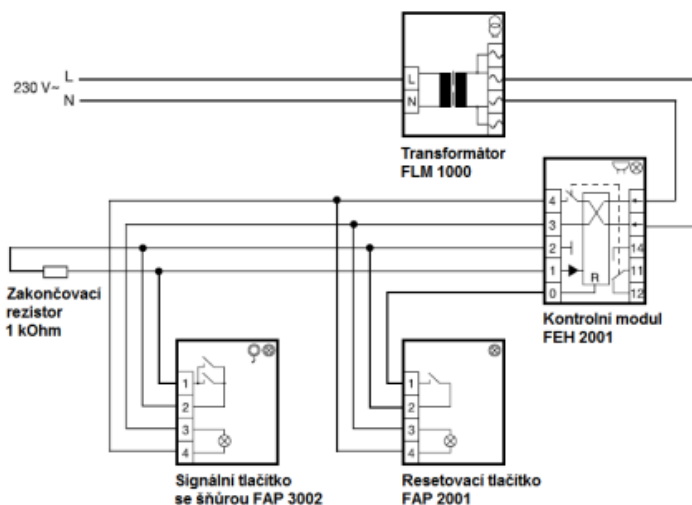 230 V~
L
N
L
N
Transformátor
FLM 1000
4
3
2
1
0
R
14
11
12
Kontrolní modul
FEH 2001
Zakončovací
rezistor
1 kOhm
1
2
3
4
Signální tlačítko
se šňůrou FAP 3002
1
2
3
4
Resetovací tlačítko
FAP 2001